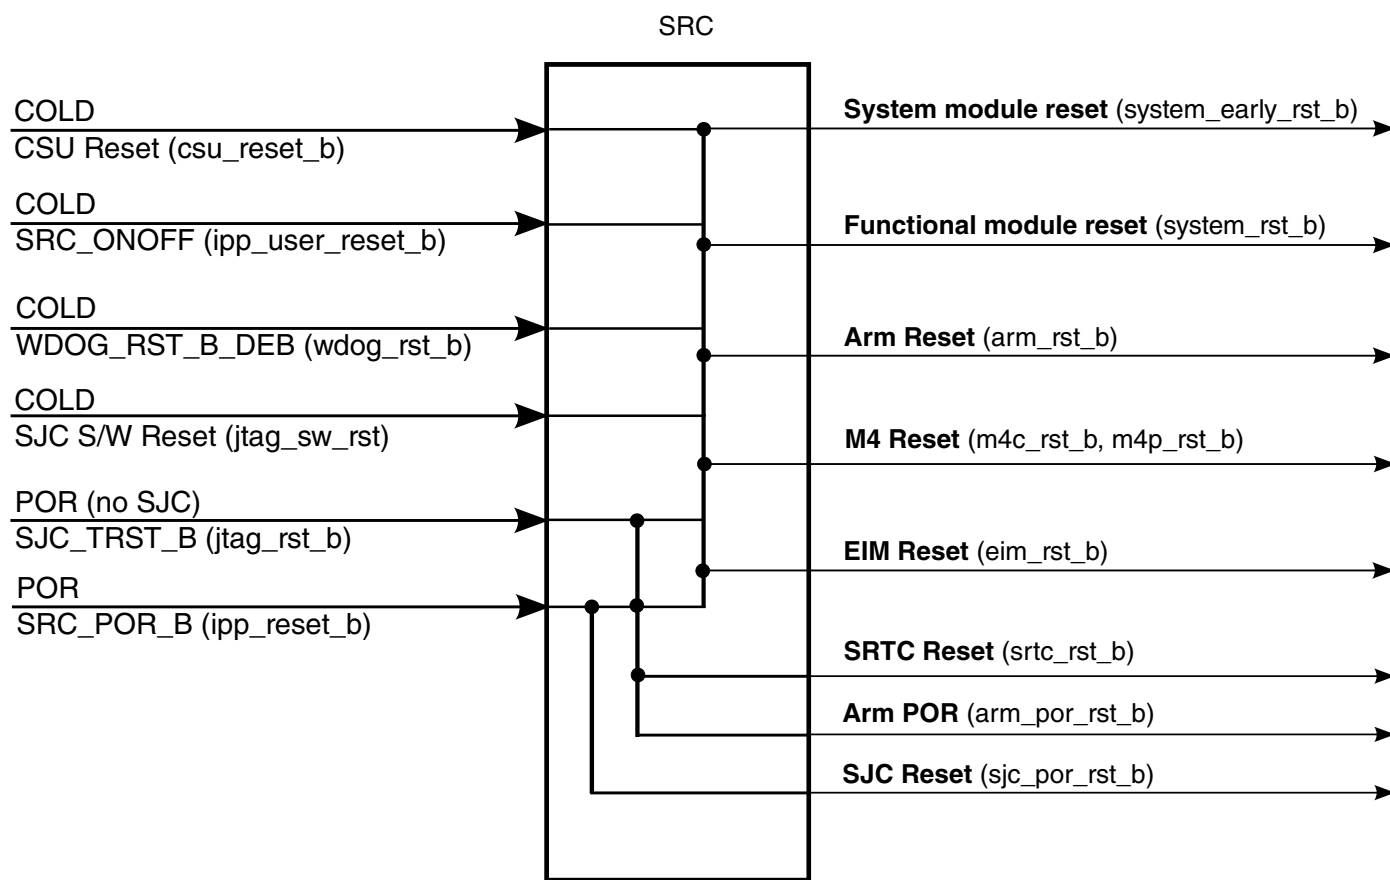 SRC
COLD
CSU Reset (csu_reset_b)
COLD
SRC_ONOFF (ipp_user_reset_b)
COLD
WDOG_RST_B_DEB (wdog_rst_b)
COLD
SJC S/W Reset (jtag_sw_rst)
POR (no SJC)
SJC_TRST_B (jtag_rst_b)
POR
SRC_POR_B (ipp_reset_b)
System module reset (system_early_rst_b)
Functional module reset (system_rst_b)
Arm Reset (arm_rst_b)
M4 Reset (m4c_rst_b, m4p_rst_b)
EIM Reset (eim_rst_b)
SRTC Reset (srtc_rst_b)
Arm POR (arm_por_rst_b)
SJC Reset (sjc_por_rst_b)